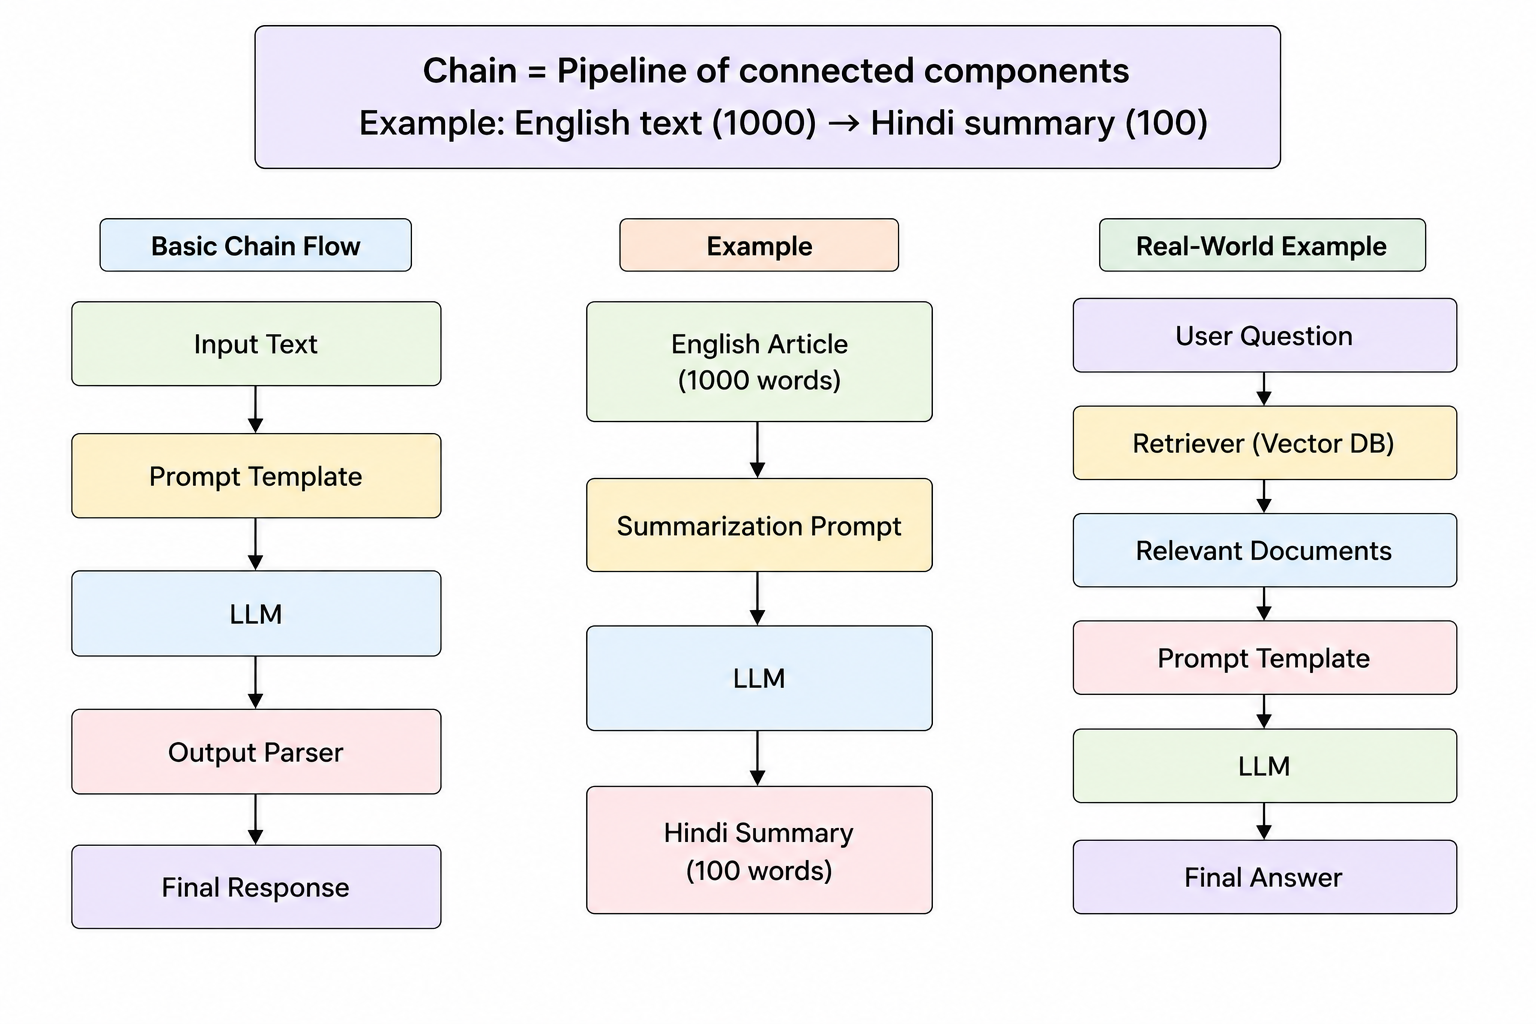 Chain = Pipeline of connected components
Example: English text (1000) → Hindi summary (100)
Basic Chain Flow
Input Text
Prompt Template
LLM
Output Parser
Final Response
Example
English Article
(1000 words)
Summarization Prompt
LLM
Hindi Summary
(100 words)
Real-World Example
User Question
Retriever (Vector DB)
Relevant Documents
Prompt Template
LLM
Final Answer